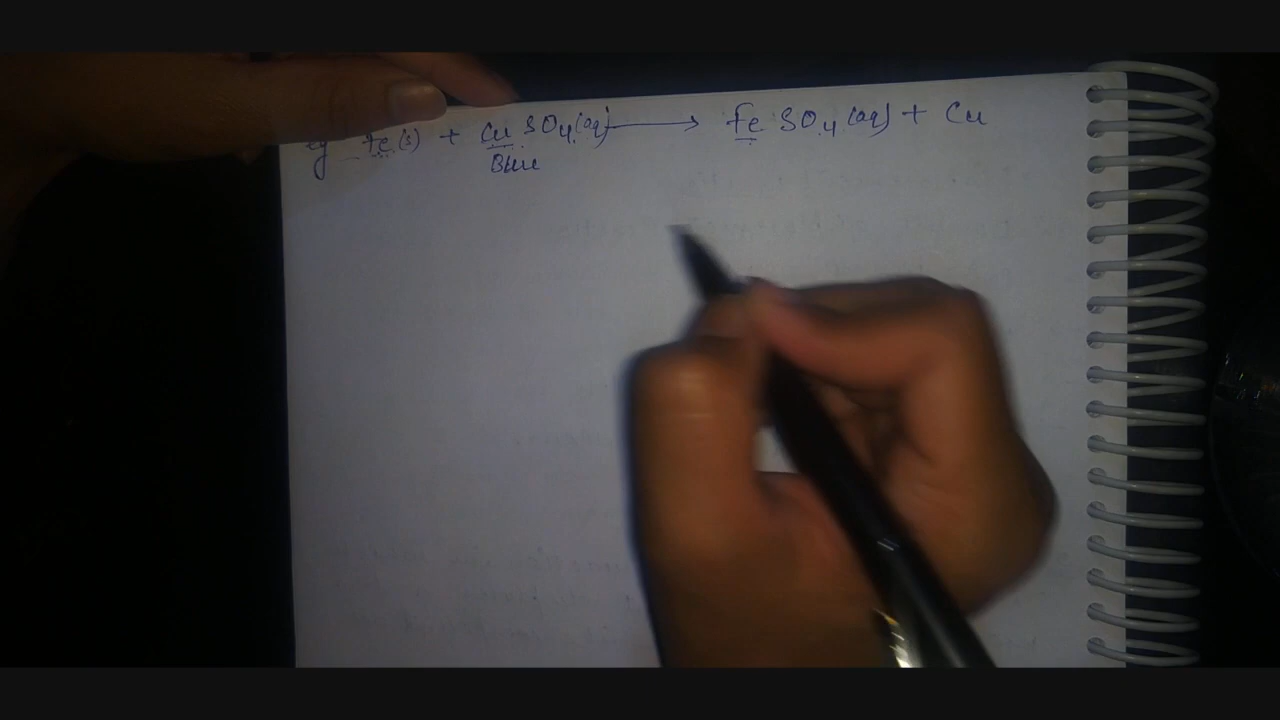 eg Fe(s) + CuSO4(aq) → FeSO4(aq) + Cu
Blue